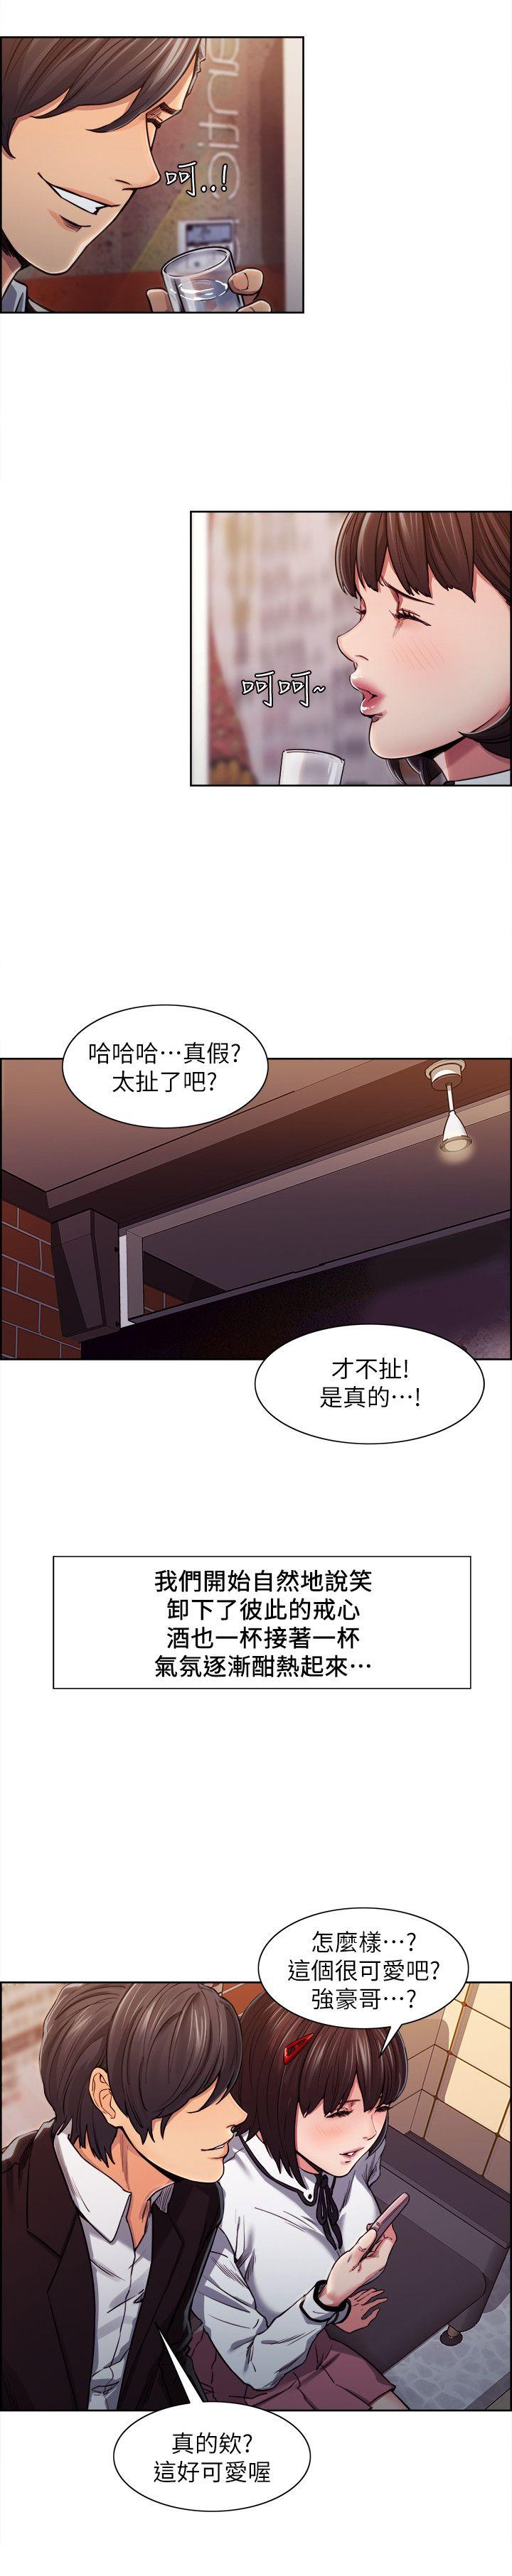 antie
呵..!
呵呵~
哈哈哈…真假?
太扯了吧?
才不扯!
是真的…!
我們開始自然地說笑
卸下了彼此的戒心
酒也一杯接著一杯
氣氛逐漸酣熱起來…
怎麼樣…?
這個很可愛吧?
強豪哥…?
真的欸?
這好可愛喔